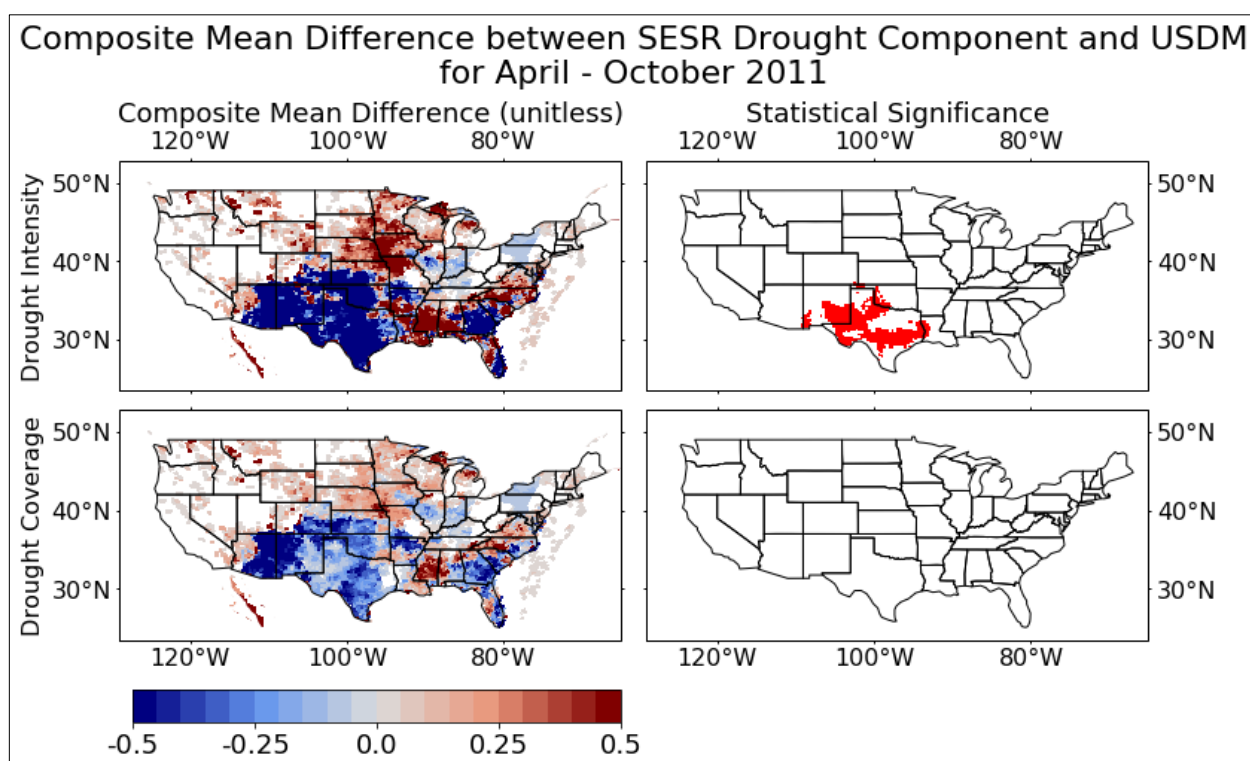 Composite Mean Difference between SESR Drought Component and USDM
for April - October 2011
Composite Mean Difference (unitless)
Statistical Significance
120°W 100°W 80°W
120°W 100°W 80°W
Drought Intensity
50°N
40°N
30°N
50°N
40°N
30°N
Drought Coverage
50°N
40°N
30°N
50°N
40°N
30°N
120°W 100°W 80°W
120°W 100°W 80°W
-0.5 -0.25 0.0 0.25 0.5